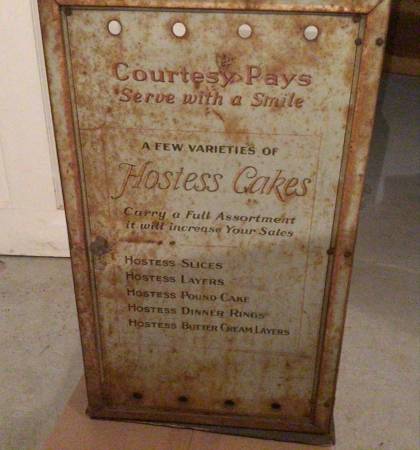 Courtesy Pays
Serve with a Smile
A FEW VARIETIES OF
Hostess Cakes
Carry a Full Assortment
it will increase Your Sales
HOSTESS SLICES
HOSTESS LAYERS
HOSTESS POUND CAKE
HOSTESS DINNER RINGS
HOSTESS BUTTER CREAM LAYERS